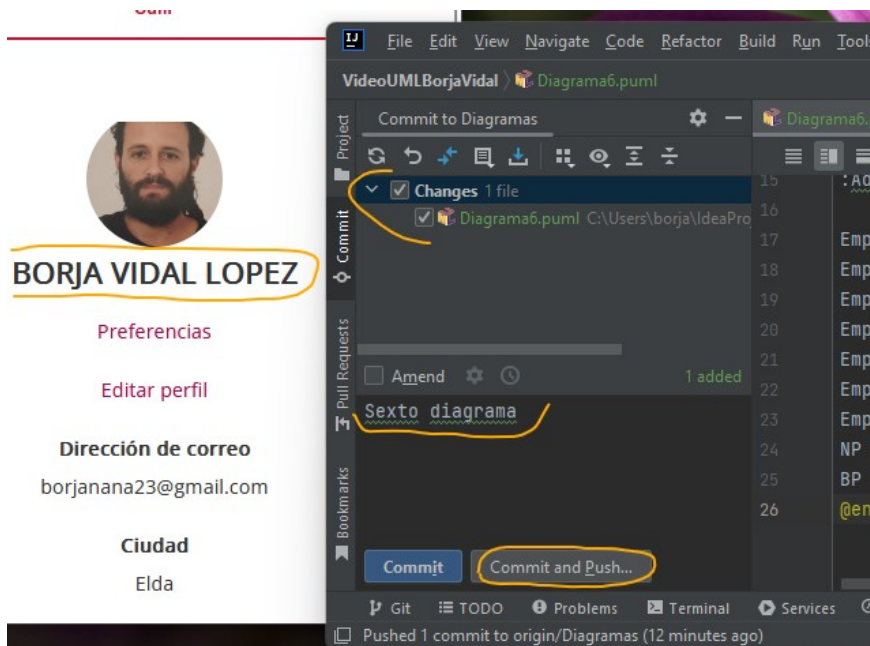 BORJA VIDAL LOPEZ
Preferencias
Editar perfil
Dirección de correo
borjanana23@gmail.com
Ciudad
Elda
File Edit View Navigate Code Refactor Build Run Tools
VideoUMLBorjaVidal Diagrama6.puml
Project
Commit
Pull Requests
Bookmarks
Commit to Diagramas
Changes 1 file
Diagrama6.puml C:\Users\borja\IdeaPro
Amend 1 added
Sexto diagrama
Commit Commit and Push...
Diagrama6.
15 :Ad
16
17 Emp
18 Emp
19 Emp
20 Emp
21 Emp
22 Emp
23 Emp
24 NP
25 BP
26 @en
Git TODO Problems Terminal Services
Pushed 1 commit to origin/Diagramas (12 minutes ago)